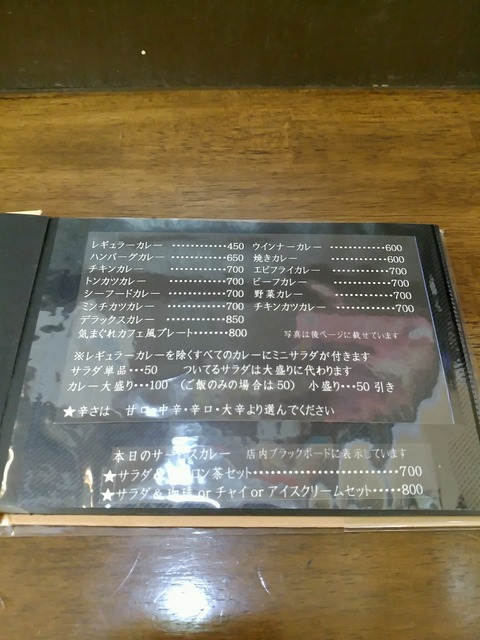 レギュラーカレー ・・・・・・・・・・・・450
ハンバーグカレー ・・・・・・・・・・・・650
チキンカレー ・・・・・・・・・・・・700
トンカツカレー ・・・・・・・・・・・・700
シーフードカレー ・・・・・・・・・・・・700
ミンチカツカレー ・・・・・・・・・・・・700
デラックスカレー ・・・・・・・・・・・・850
気まぐれカフェ風プレート・・・・・・・・800
ウインナーカレー ・・・・・・・・・・・・600
焼きカレー ・・・・・・・・・・・・600
エビフライカレー ・・・・・・・・・・・・700
ビーフカレー ・・・・・・・・・・・・700
野菜カレー ・・・・・・・・・・・・700
チキンカツカレー ・・・・・・・・・・・・700
写真は後ページに載せています
※レギュラーカレーを除くすべてのカレーにミニサラダが付きます
サラダ単品・・・50 ついてるサラダは大盛りに代わります
カレー大盛り・・・100 (ご飯のみの場合は50) 小盛り・・・50 引き
★辛さは 甘口・中辛・辛口・大辛より選んでください
本日のサービスカレー 店内ブラックボードに表示しています
★サラダ& ロン茶セット・・・・・・・・・・・・・・・・・・700
★サラダ&珈琲 or チャイ or アイスクリームセット・・・・・800